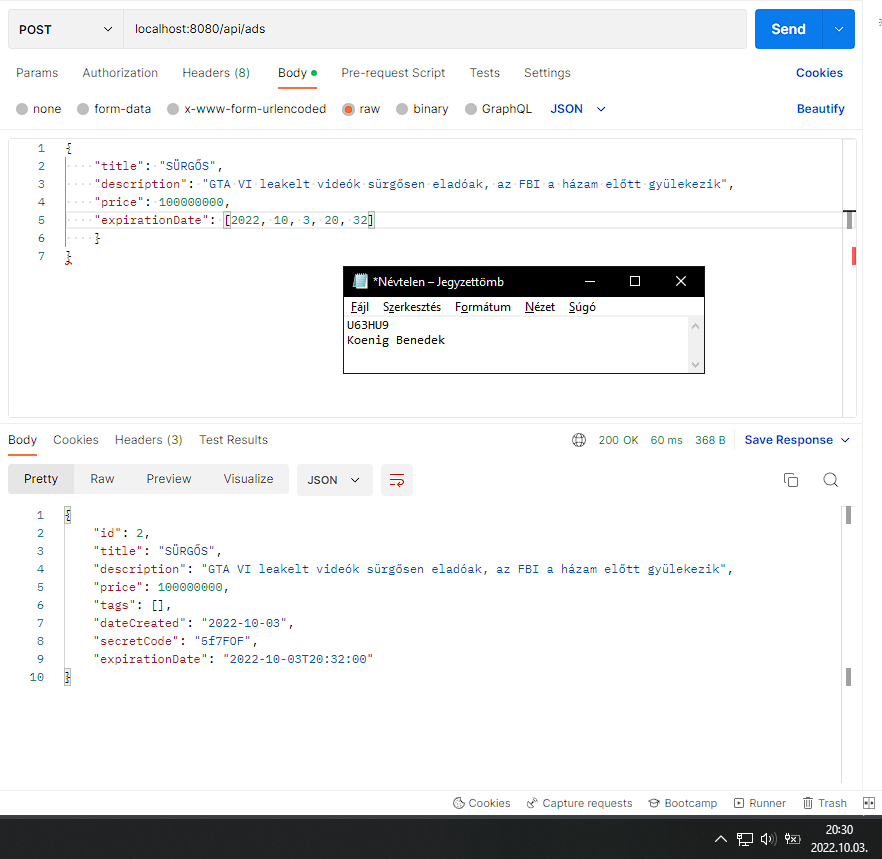 POST
localhost:8080/api/ads
Send
Params Authorization Headers (8) Body Pre-request Script Tests Settings Cookies
none form-data x-www-form-urlencoded raw binary GraphQL JSON Beautify
1 {
2 "title": "SÜRGŐS",
3 "description": "GTA VI leakelt videók sürgősen eladóak, az FBI a házam előtt gyülekezik",
4 "price": 100000000,
5 "expirationDate": [2022, 10, 3, 20, 32]
6 }
7 }
*Névtelen – Jegyzettömb
Fájl Szerkesztés Formátum Nézet Súgó
U63HU9
Koenig Benedek
Body Cookies Headers (3) Test Results 200 OK 60 ms 368 B Save Response
Pretty Raw Preview Visualize JSON
1 {
2 "id": 2,
3 "title": "SÜRGŐS",
4 "description": "GTA VI leakelt videók sürgősen eladóak, az FBI a házam előtt gyülekezik",
5 "price": 100000000,
6 "tags": [],
7 "dateCreated": "2022-10-03",
8 "secretCode": "5f7FOF",
9 "expirationDate": "2022-10-03T20:32:00"
10 }
Cookies Capture requests Bootcamp Runner Trash
20:30
2022.10.03.